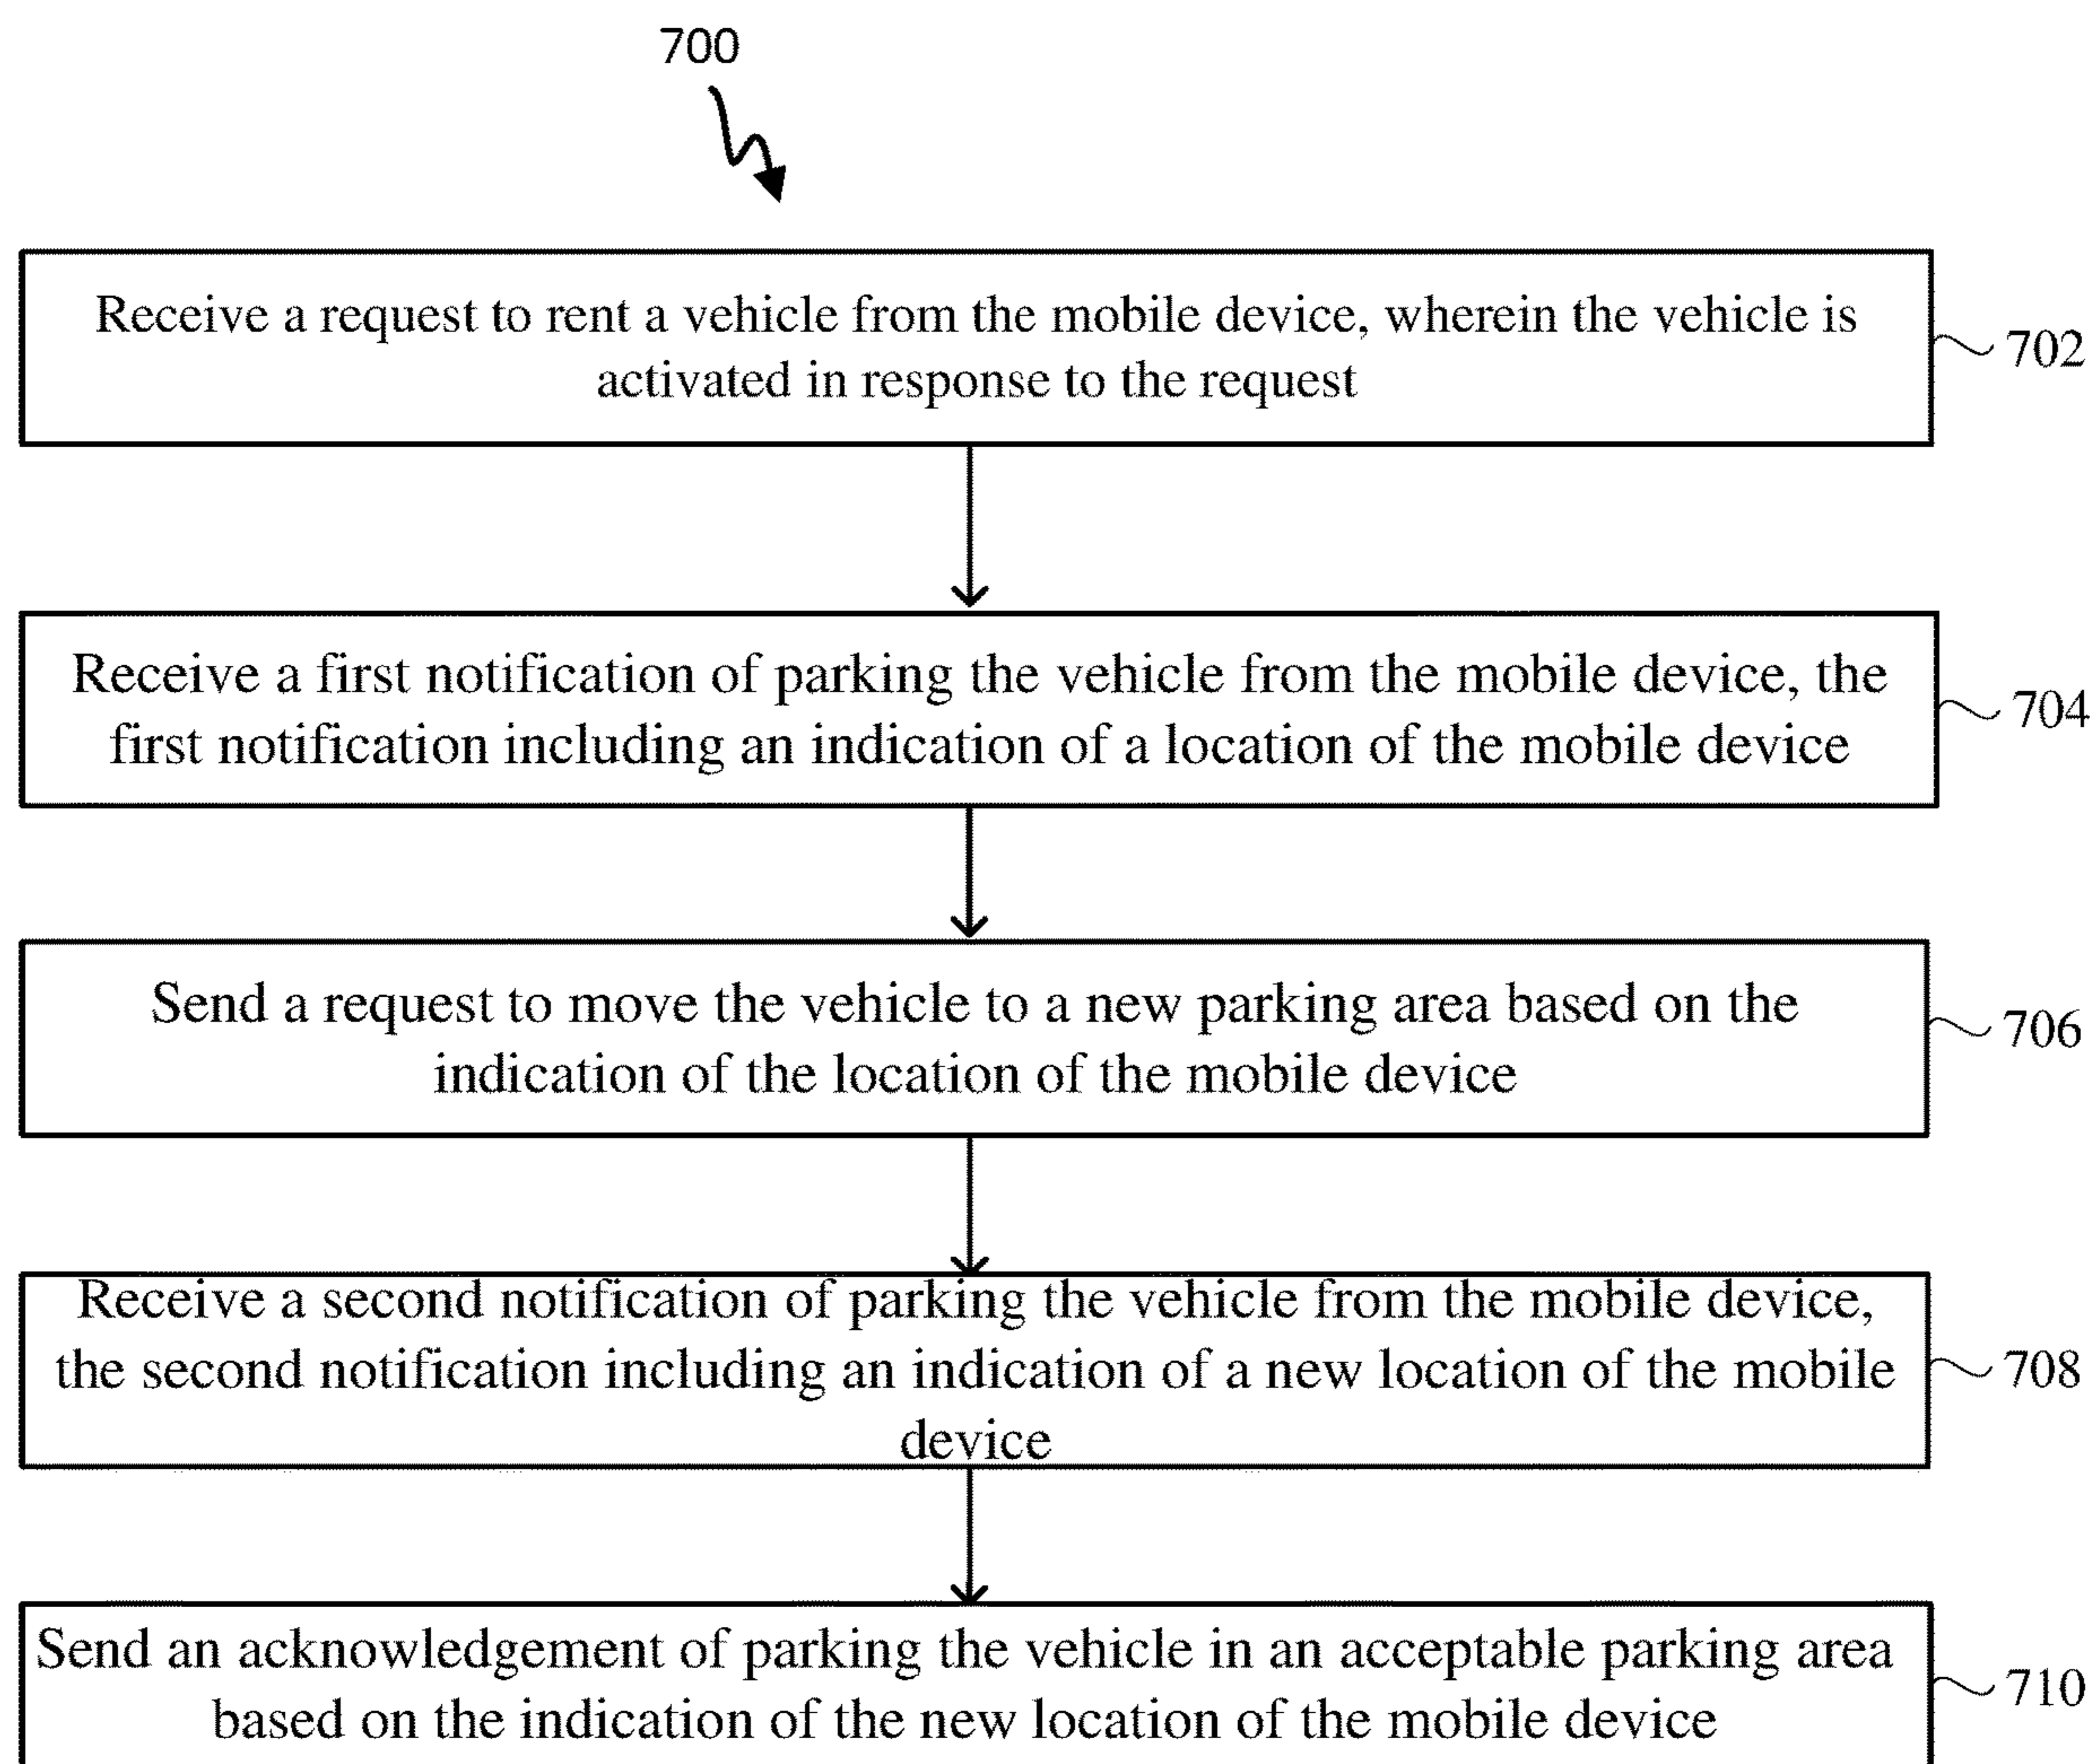 700
Receive a request to rent a vehicle from the mobile device, wherein the vehicle is
activated in response to the request
702
Receive a first notification of parking the vehicle from the mobile device, the
first notification including an indication of a location of the mobile device
704
Send a request to move the vehicle to a new parking area based on the
indication of the location of the mobile device
706
Receive a second notification of parking the vehicle from the mobile device,
the second notification including an indication of a new location of the mobile
device
708
Send an acknowledgement of parking the vehicle in an acceptable parking area
based on the indication of the new location of the mobile device
710